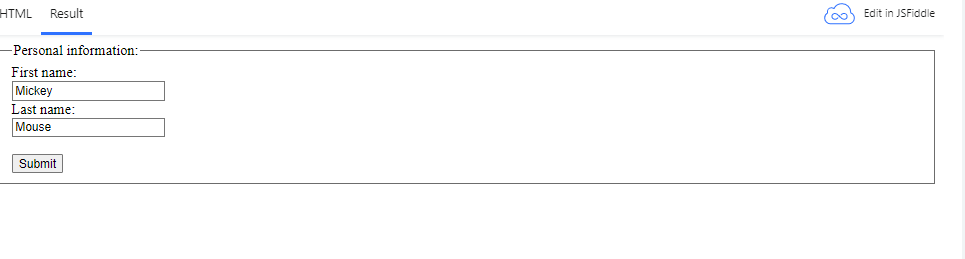 HTML Result Edit in JSFiddle
Personal information:
First name:
Mickey
Last name:
Mouse
Submit